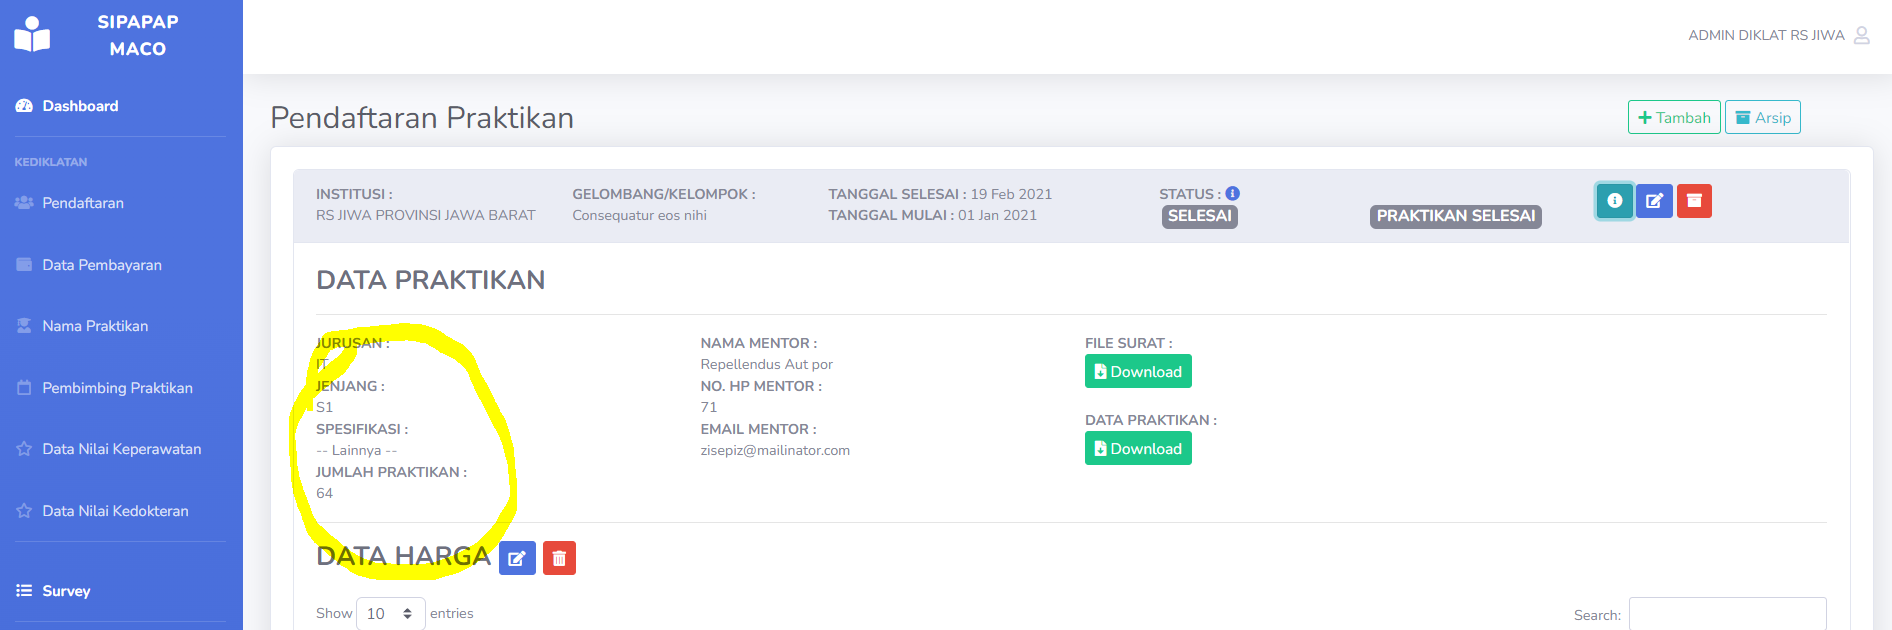 SIPAPAP
MACO
ADMIN DIKLAT RS JIWA
Dashboard
KEDIKLATAN
Pendaftaran
Data Pembayaran
Nama Praktikan
Pembimbing Praktikan
Data Nilai Keperawatan
Data Nilai Kedokteran
Survey
Pendaftaran Praktikan
Tambah
Arsip
INSTITUSI :
RS JIWA PROVINSI JAWA BARAT
GELOMBANG/KELOMPOK :
Consequatur eos nihi
TANGGAL SELESAI : 19 Feb 2021
TANGGAL MULAI : 01 Jan 2021
STATUS :
SELESAI
PRAKTIKAN SELESAI
DATA PRAKTIKAN
JURUSAN :
IT
JENJANG :
S1
SPESIFIKASI :
-- Lainnya --
JUMLAH PRAKTIKAN :
64
NAMA MENTOR :
Repellendus Aut por
NO. HP MENTOR :
71
EMAIL MENTOR :
zisepiz@mailinator.com
FILE SURAT :
Download
DATA PRAKTIKAN :
Download
DATA HARGA
Show 10 entries
Search: